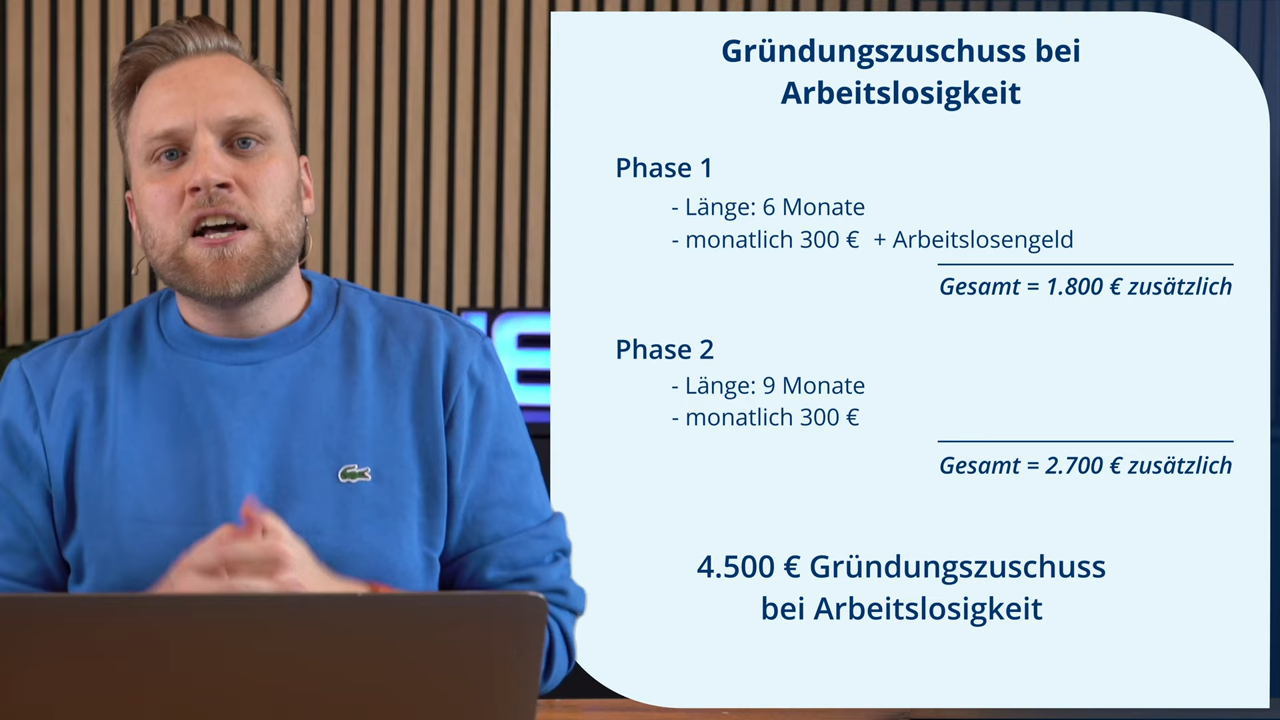 Gründungszuschuss bei
Arbeitslosigkeit
Phase 1
- Länge: 6 Monate
- monatlich 300 € + Arbeitslosengeld
Gesamt = 1.800 € zusätzlich
Phase 2
- Länge: 9 Monate
- monatlich 300 €
Gesamt = 2.700 € zusätzlich
4.500 € Gründungszuschuss
bei Arbeitslosigkeit